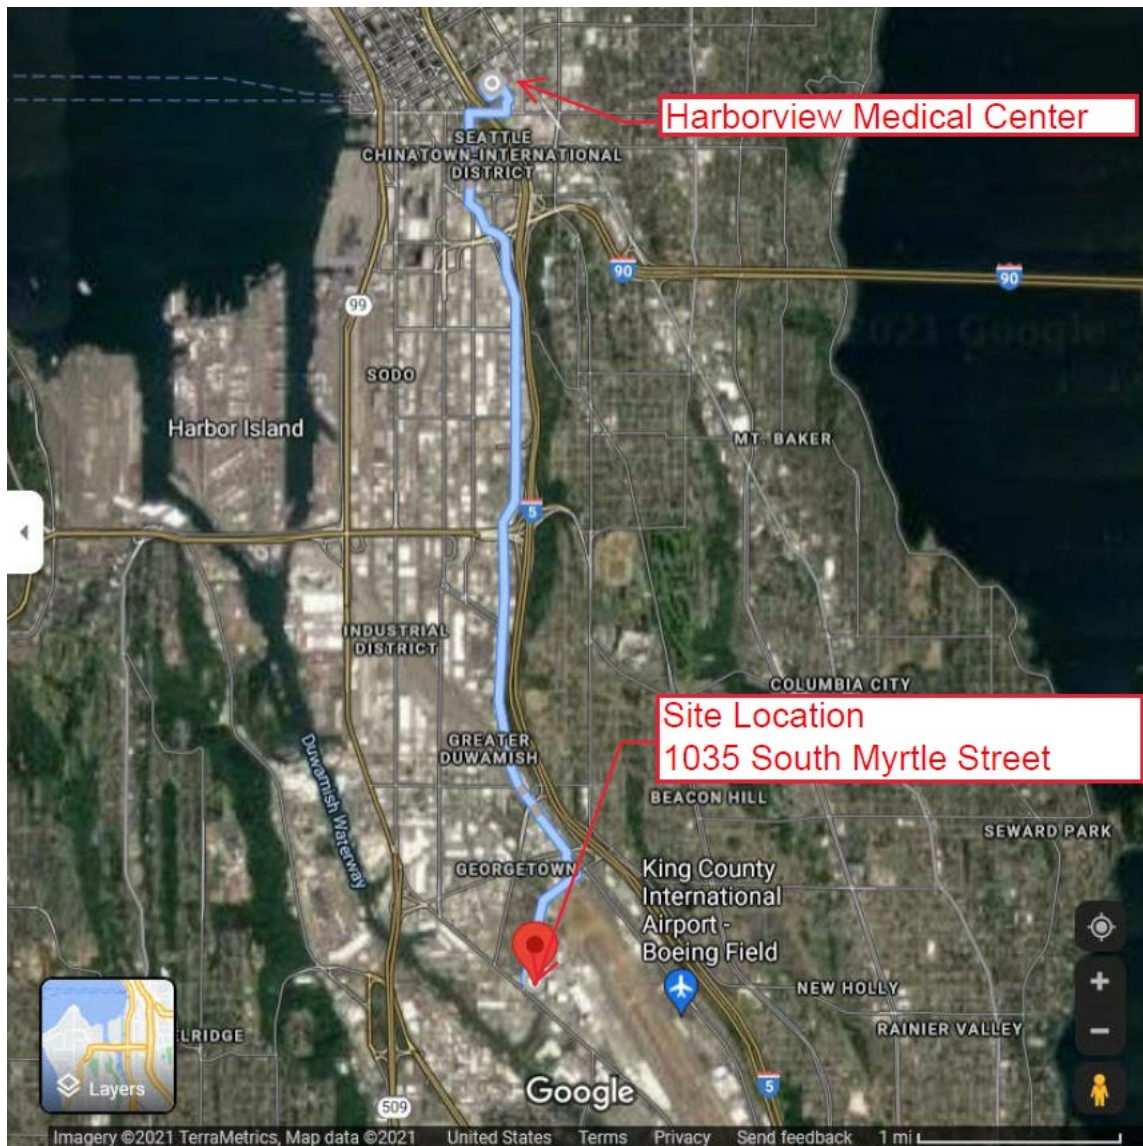 Harborview Medical Center
SEATTLE
CHINATOWN-INTERNATIONAL
DISTRICT
90
90
2021 Google
99
SODO
Harbor Island
MT. BAKER
5
INDUSTRIAL
DISTRICT
COLUMBIA CITY
Site Location
1035 South Myrtle Street
GREATER
DUWAMISH
Duwamish Waterway
BEACON HILL
SEWARD PARK
GEORGETOWN
King County
International
Airport -
Boeing Field
NEW HOLLY
ELRIDGE
RAINIER VALLEY
Layers
Google
5
509
Imagery ©2021 TerraMetrics, Map data ©2021 United States Terms Privacy Send feedback 1 mi